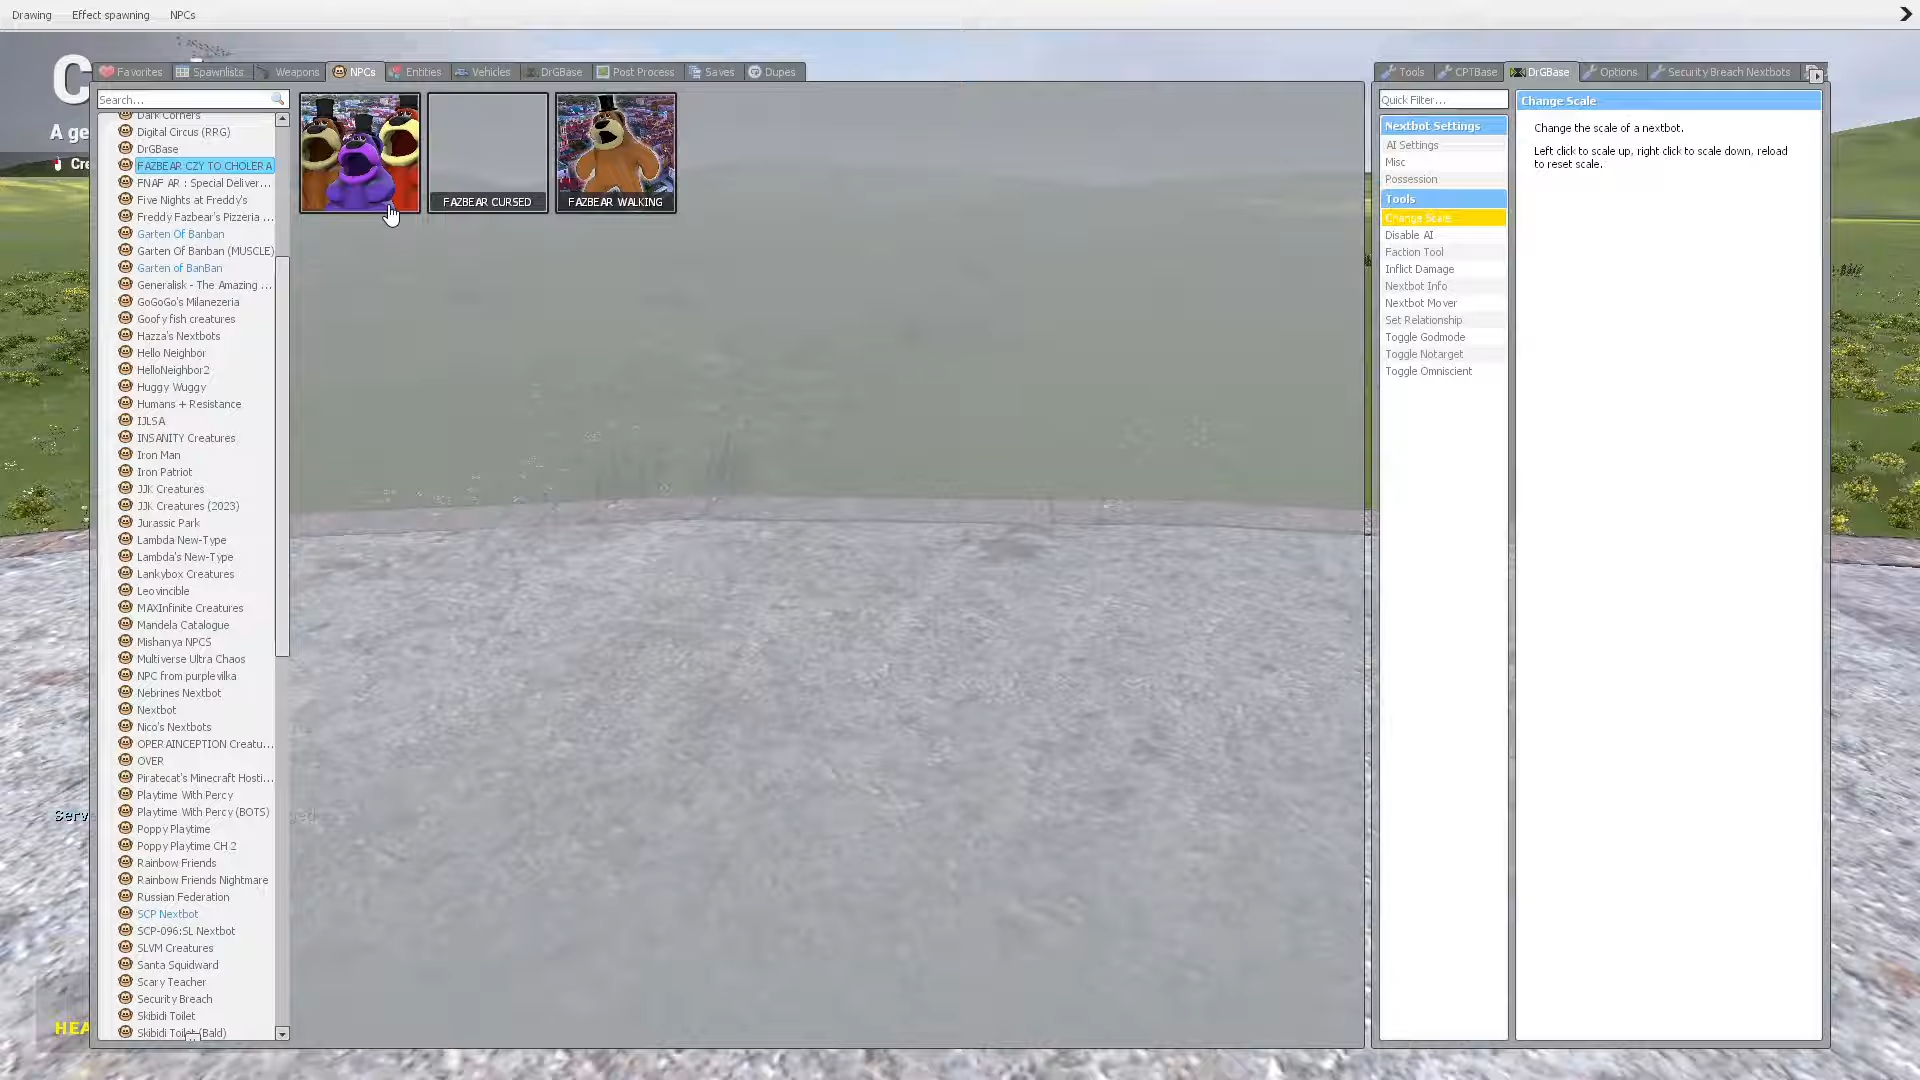 Drawing Effect spawning NPCs
C
A ge
Cre
Serv
ged
HEA
Favorites Spawnlists Weapons NPCs Entities Vehicles DrGBase Post Process Saves Dupes
Search...
Dark Corners
Digital Circus (RRG)
DrGBase
FAZBEAR CZY TO CHOLERA
FNAF AR : Special Deliver...
Five Nights at Freddy's
Freddy Fazbear's Pizzeria ...
Garten Of Banban
Garten Of Banban (MUSCLE)
Garten of BanBan
Generalisk - The Amazing ...
GoGoGo's Milanezeria
Goofy fish creatures
Hazza's Nextbots
Hello Neighbor
HelloNeighbor2
Huggy Wuggy
Humans + Resistance
IJLSA
INSANITY Creatures
Iron Man
Iron Patriot
JJK Creatures
JJK Creatures (2023)
Jurassic Park
Lambda New-Type
Lambda's New-Type
Lankybox Creatures
Leovincible
MAXInfinite Creatures
Mandela Catalogue
Mishanya NPCS
Multiverse Ultra Chaos
NPC from purplevilka
Nebrines Nextbot
Nextbot
Nico's Nextbots
OPERAINCEPTION Creatu...
OVER
Piratecat's Minecraft Hosti...
Playtime With Percy
Playtime With Percy (BOTS)
Poppy Playtime
Poppy Playtime CH 2
Rainbow Friends
Rainbow Friends Nightmare
Russian Federation
SCP Nextbot
SCP-096:SL Nextbot
SLVM Creatures
Santa Squidward
Scary Teacher
Security Breach
Skibidi Toilet
Skibidi Toilet (Bald)
FAZBEAR CURSED
FAZBEAR WALKING
Tools CPTBase DrGBase Options Security Breach Nextbots
Quick Filter...
Nextbot Settings
AI Settings
Misc
Possession
Tools
Change Scale
Disable AI
Faction Tool
Inflict Damage
Nextbot Info
Nextbot Mover
Set Relationship
Toggle Godmode
Toggle Notarget
Toggle Omniscient
Change Scale
Change the scale of a nextbot.
Left click to scale up, right click to scale down, reload
to reset scale.